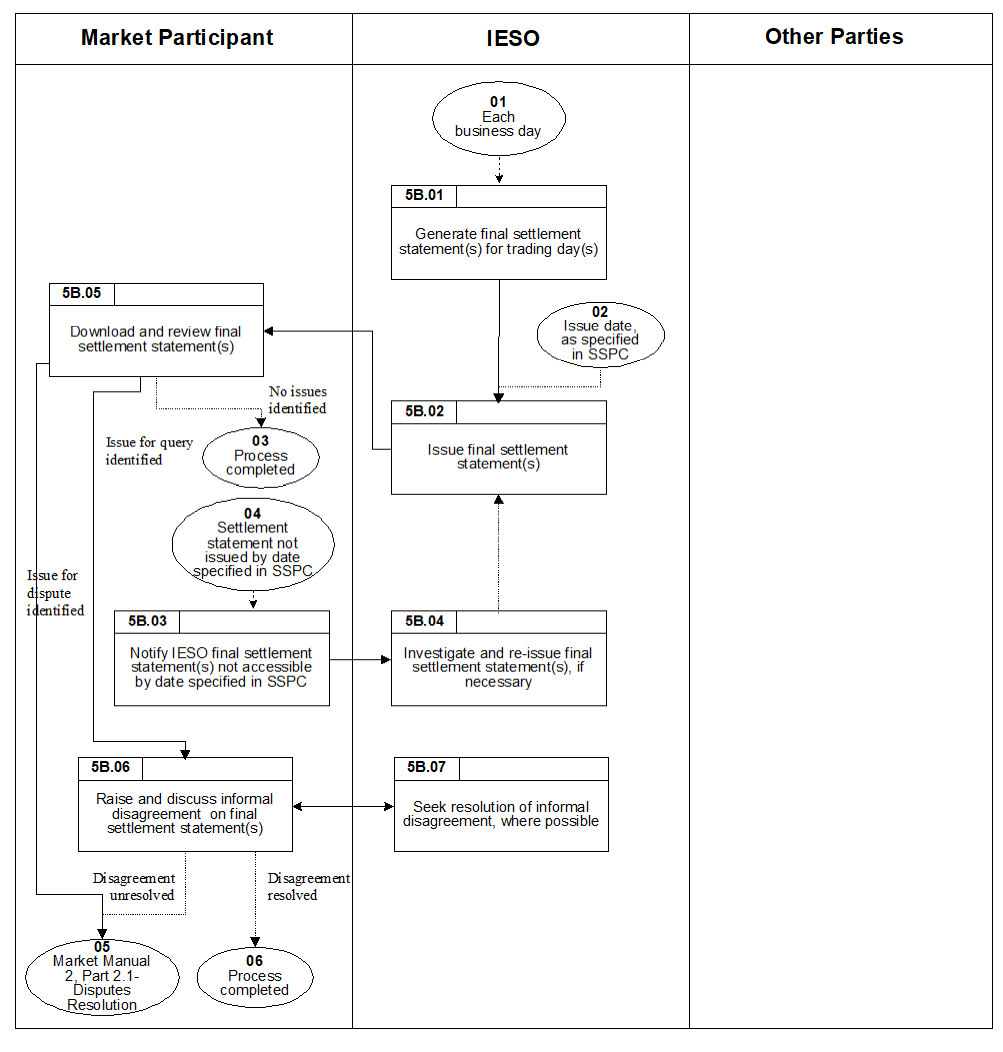 Market Participant
IESO
Other Parties
01
Each
business day
5B.01
Generate final settlement
statement(s) for trading day(s)
5B.05
Download and review final
settlement statement(s)
02
Issue date,
as specified
in SSPC
No issues
identified
5B.02
Issue final settlement
statement(s)
Issue for query
identified
03
Process
completed
04
Settlement
statement not
issued by date
specified in SSPC
Issue for
dispute
identified
5B.03
Notify IESO final settlement
statement(s) not accessible
by date specified in SSPC
5B.04
Investigate and re-issue final
settlement statement(s), if
necessary
5B.06
Raise and discuss informal
disagreement on final
settlement statement(s)
5B.07
Seek resolution of informal
disagreement, where possible
Disagreement
unresolved
Disagreement
resolved
05
Market Manual
2, Part 2.1-
Disputes
Resolution
06
Process
completed